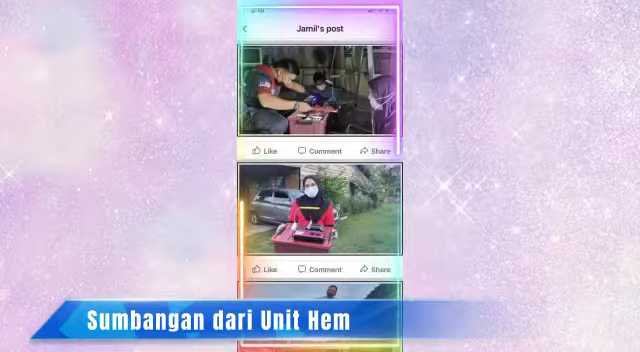 Jamil's post
Like Comment Share
Like Comment Share
Sumbangan dari Unit Hem